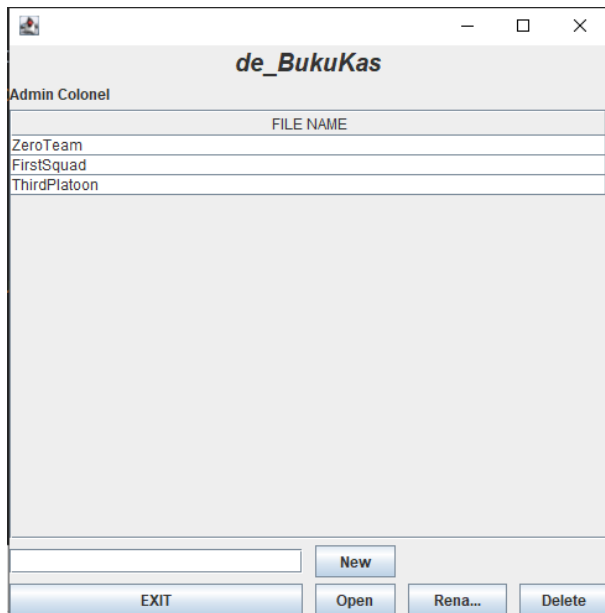 de_BukuKas
Admin Colonel
FILE NAME
ZeroTeam
FirstSquad
ThirdPlatoon
New
EXIT Open Rena... Delete